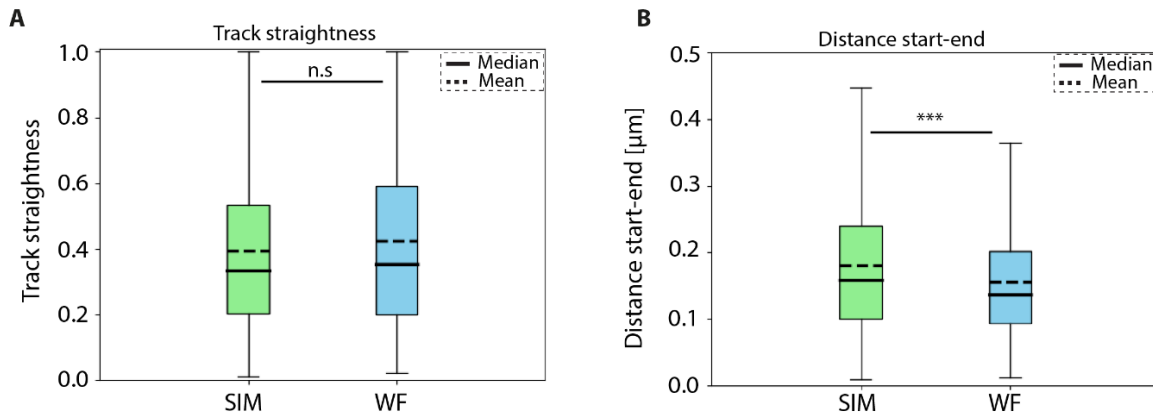 A
Track straightness
Track straightness
1.0
0.8
0.6
0.4
0.2
0.0
n.s
Median
Mean
SIM
WF
B
Distance start-end
Distance start-end [µm]
0.5
0.4
0.3
0.2
0.1
0.0
***
Median
Mean
SIM
WF